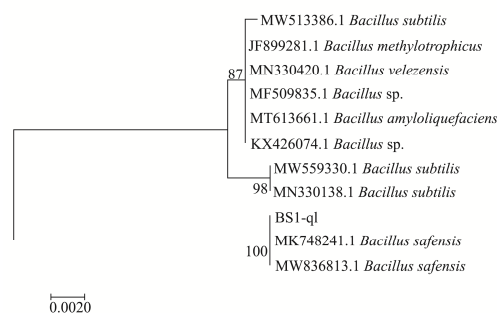 MW513386.1 Bacillus subtilis
JF899281.1 Bacillus methylotrophicus
87
MN330420.1 Bacillus velezensis
MF509835.1 Bacillus sp.
MT613661.1 Bacillus amyloliquefaciens
KX426074.1 Bacillus sp.
MW559330.1 Bacillus subtilis
98
MN330138.1 Bacillus subtilis
BS1-ql
MK748241.1 Bacillus safensis
100
MW836813.1 Bacillus safensis
0.0020